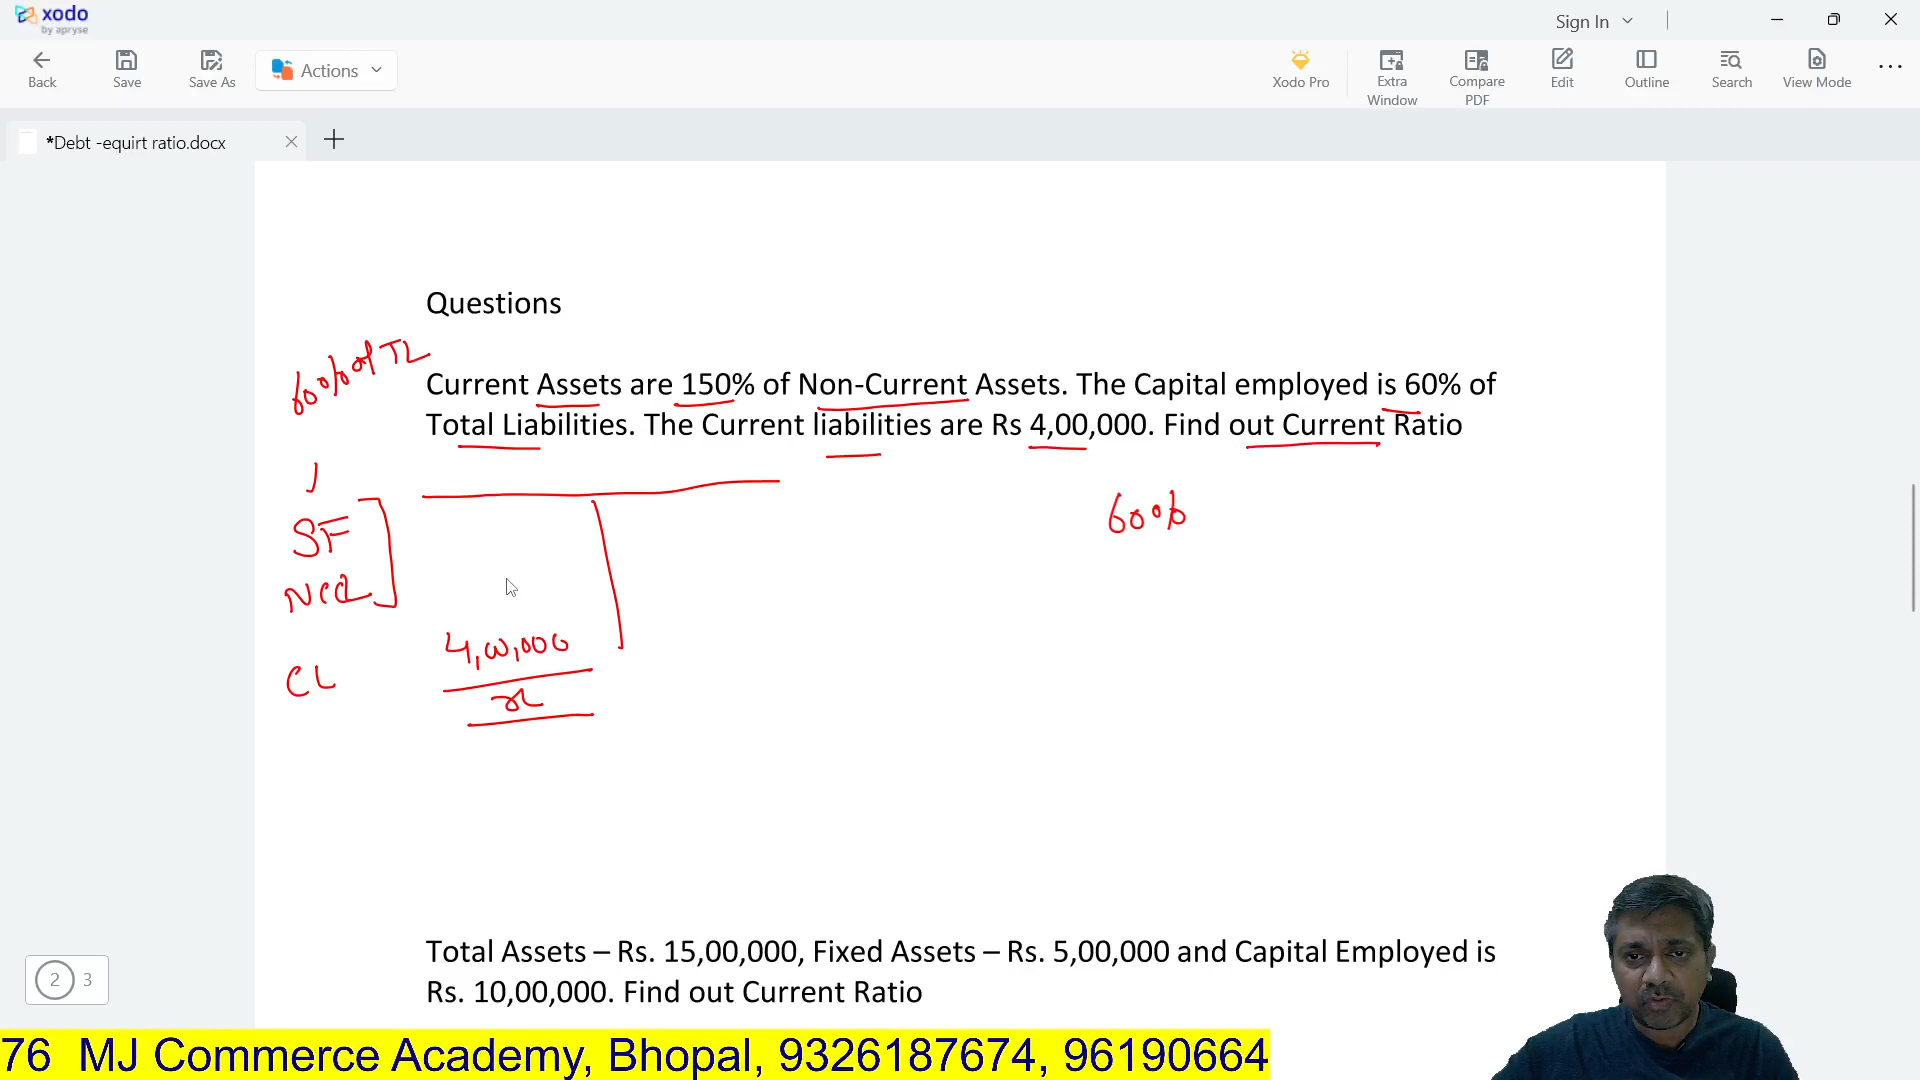 xodo
by apryse
Sign In
Back
Save
Save As
Actions
Xodo Pro
Extra Window
Compare PDF
Edit
Outline
Search
View Mode
*Debt -equirt ratio.docx
Questions
60% of TL
Current Assets are 150% of Non-Current Assets. The Capital employed is 60% of
Total Liabilities. The Current liabilities are Rs 4,00,000. Find out Current Ratio
60%
SF
NCL
4,00,000
CL
x
Total Assets – Rs. 15,00,000, Fixed Assets – Rs. 5,00,000 and Capital Employed is
Rs. 10,00,000. Find out Current Ratio
2 3
76 MJ Commerce Academy, Bhopal, 9326187674, 96190664